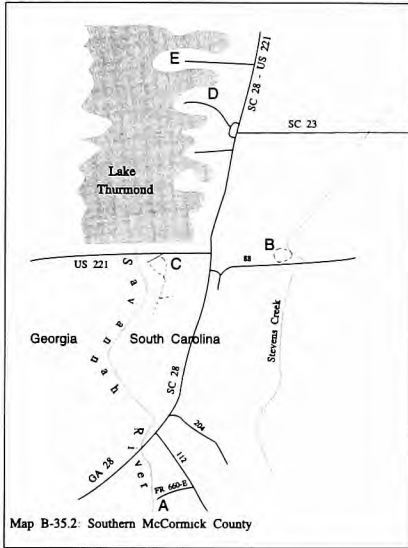 E
SC 28 - US 221
D
SC 23
Lake
Thurmond
B
88
US 221
C
Savannah
Georgia
South Carolina
Stevens Creek
SC 28
204
River
112
GA 28
FR 660-E
A
Map B-35.2: Southern McCormick County